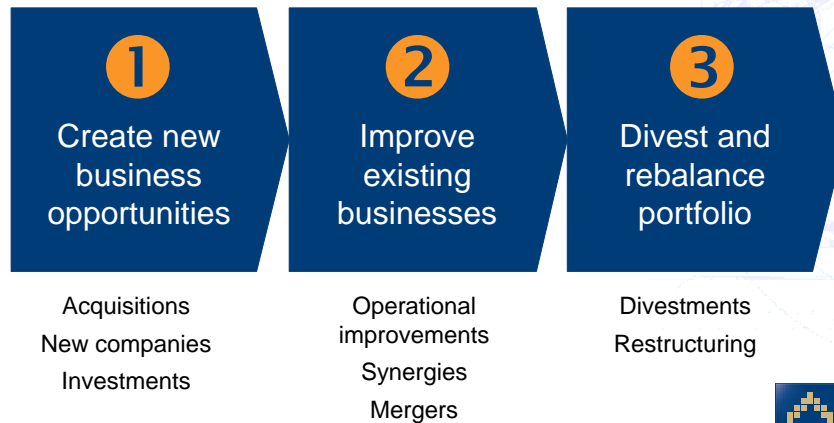 1
Create new
business
opportunities
Acquisitions
New companies
Investments
2
Improve
existing
businesses
Operational
improvements
Synergies
Mergers
3
Divest and
rebalance
portfolio
Divestments
Restructuring